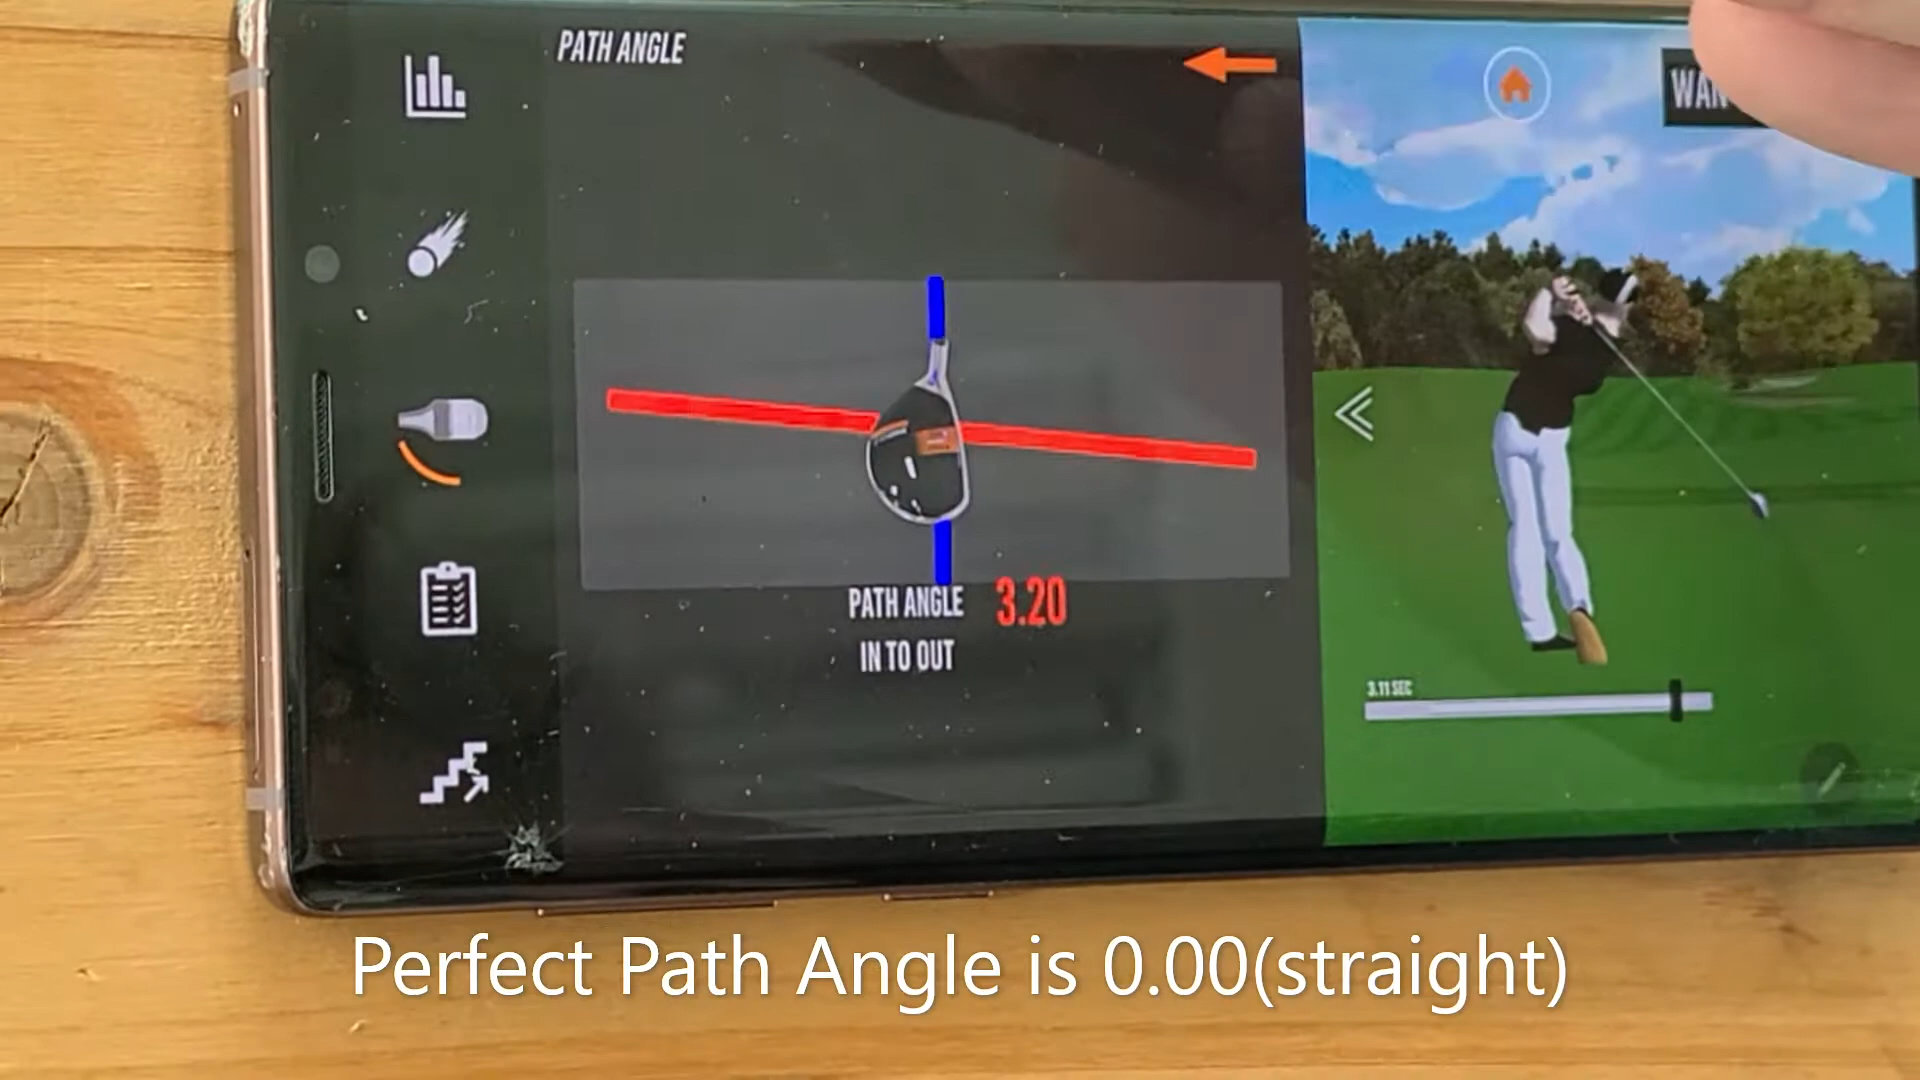 PATH ANGLE
PATH ANGLE 3.20
IN TO OUT
3.11 SEC
Perfect Path Angle is 0.00(straight)